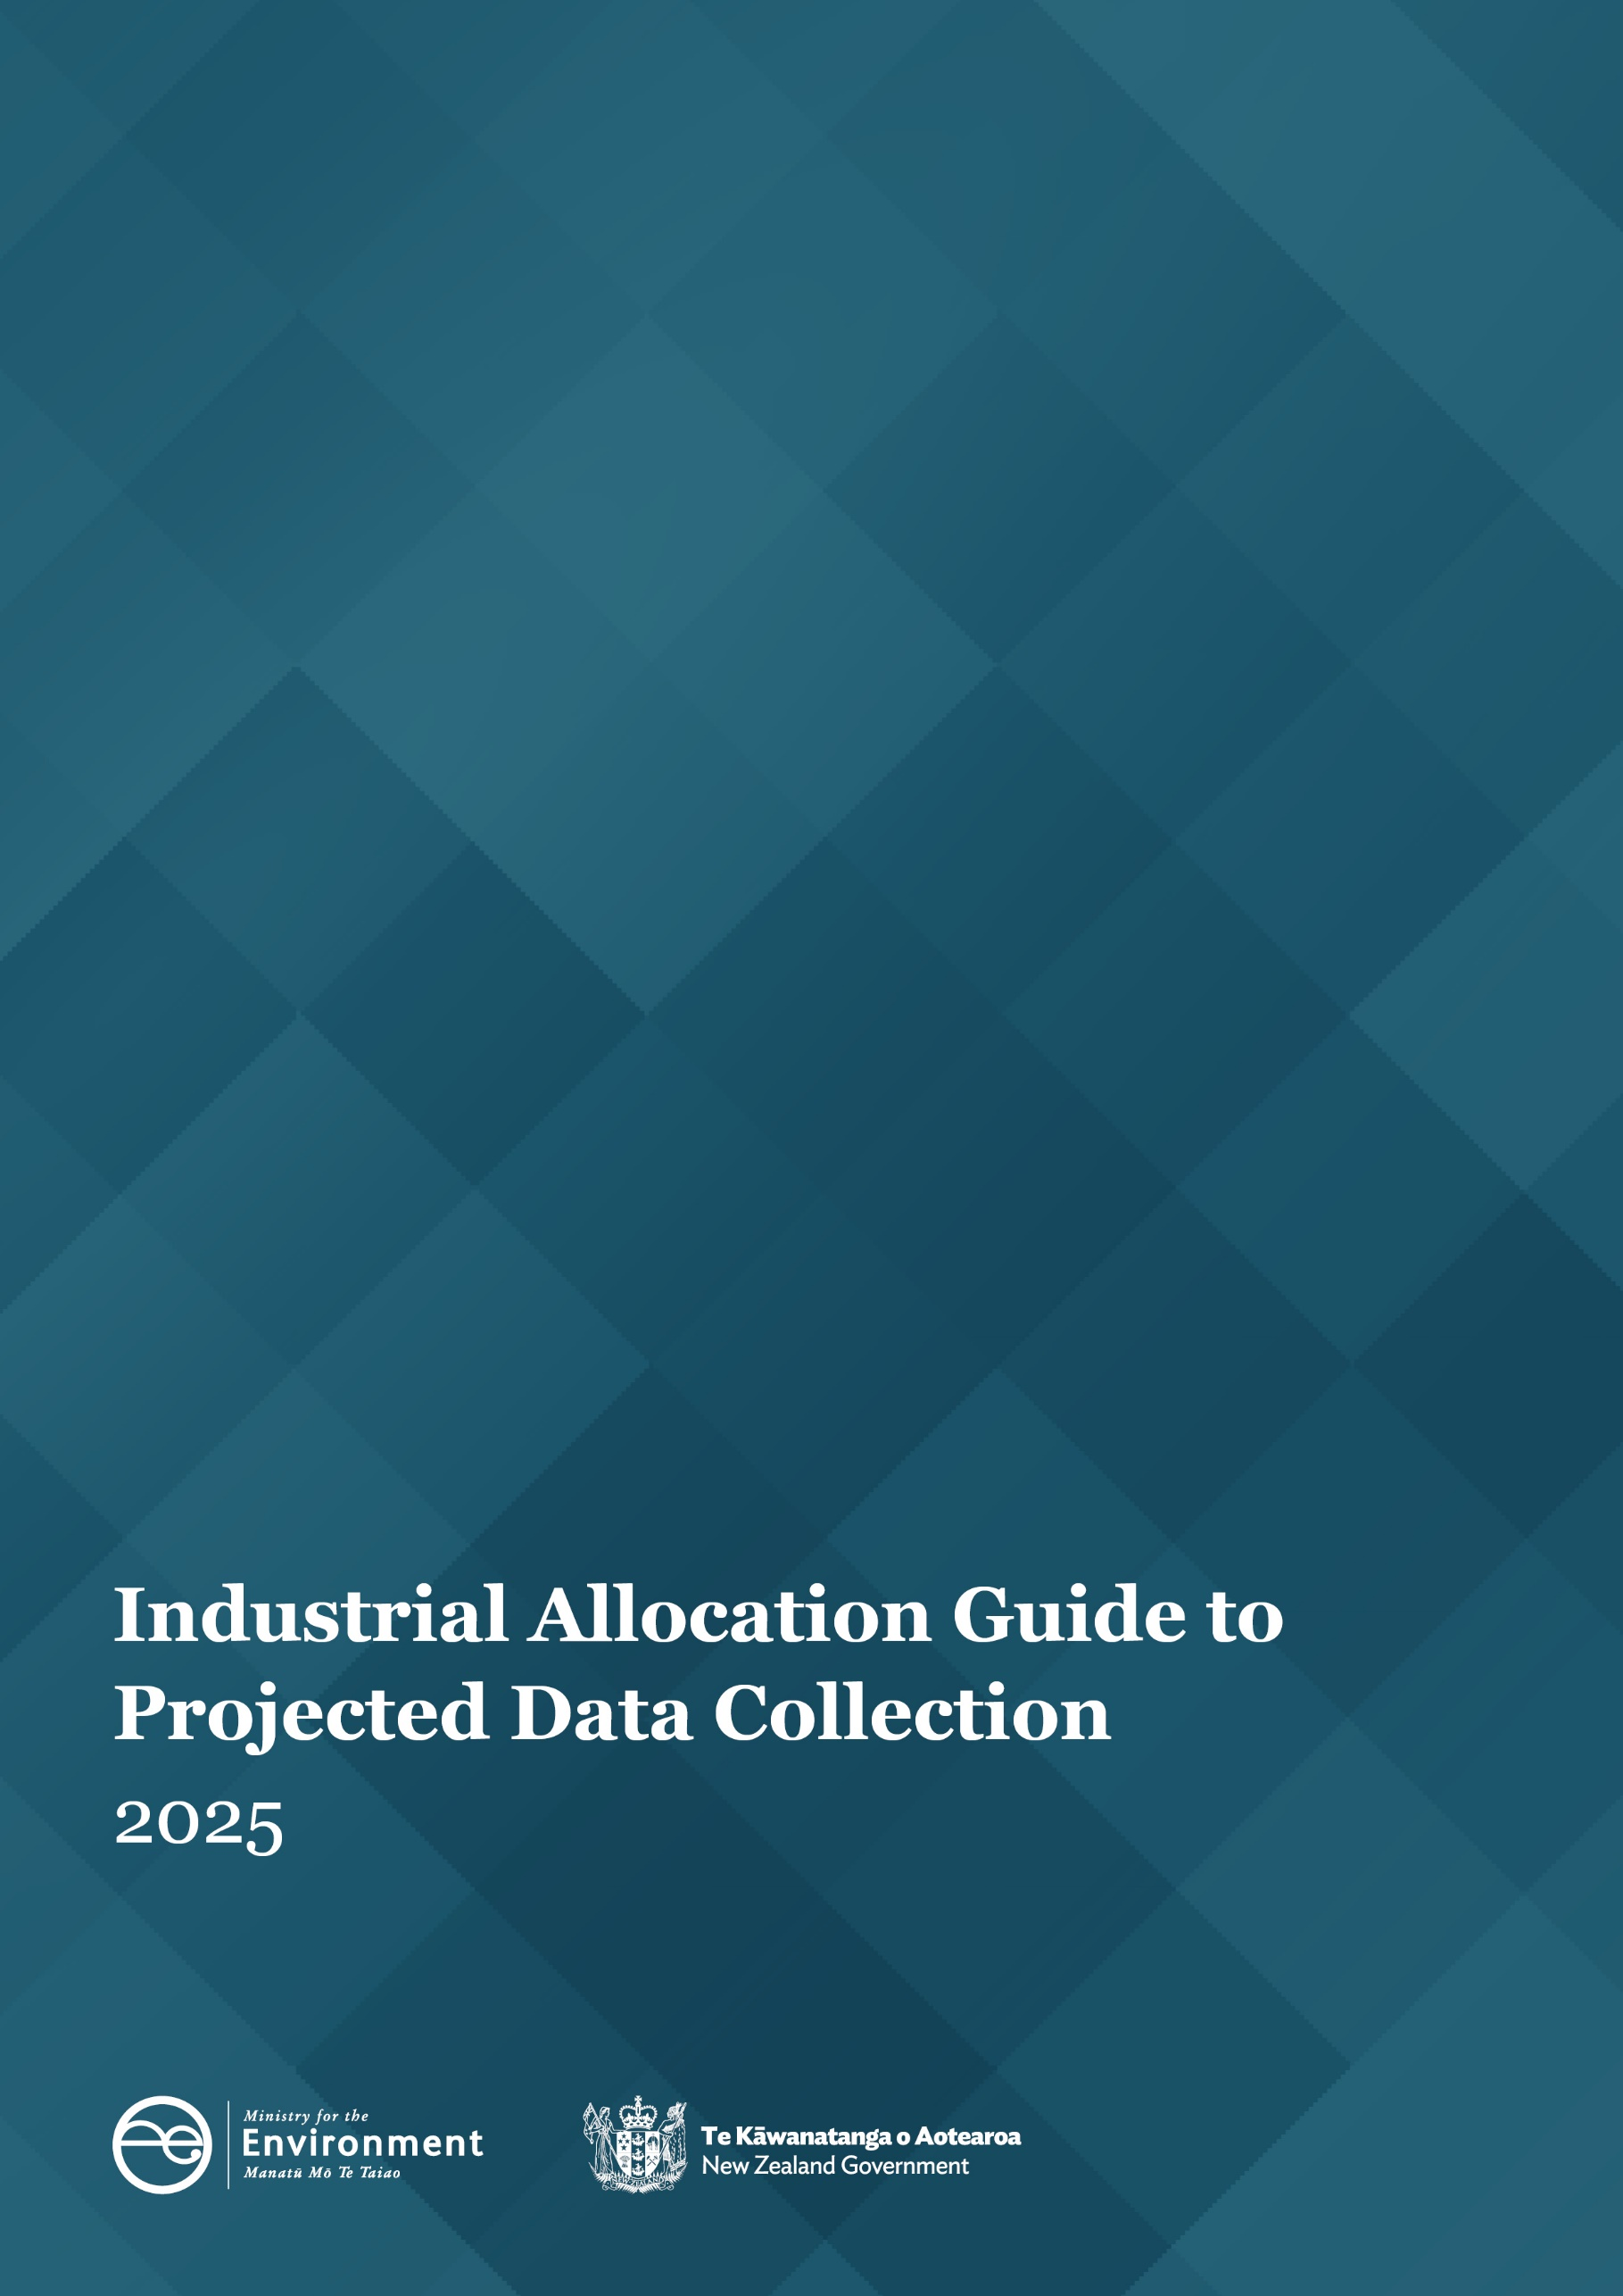 Industrial Allocation Guide to
Projected Data Collection
2025
Ministry for the
Environment
Manatū Mō Te Taiao
Te Kāwanatanga o Aotearoa
New Zealand Government